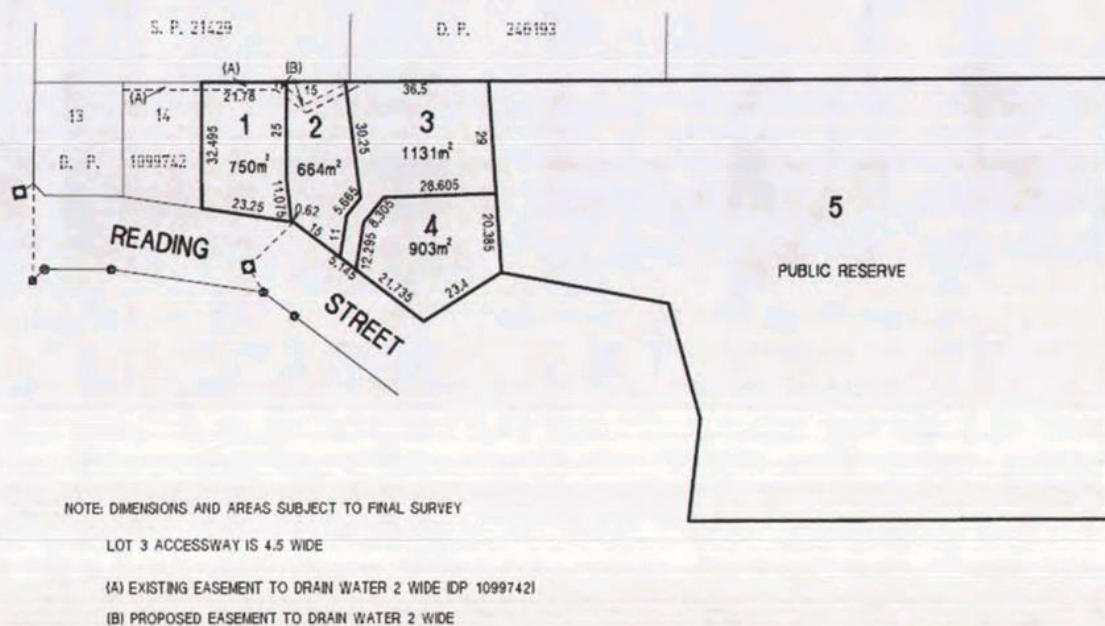 S. P. 21429
D. P. 246193
(A)
(B)
(A)
21.78
15
36.5
13
14
1
2
3
32.495
25
30.25
29
D. P. 1099742
750m²
664m²
1131m²
11.075
5.665
26.605
23.25
0.62
8.305
4
903m²
20.385
5
PUBLIC RESERVE
READING STREET
15
11
12.295
5.145
21.735
23.4
NOTE: DIMENSIONS AND AREAS SUBJECT TO FINAL SURVEY
LOT 3 ACCESSWAY IS 4.5 WIDE
(A) EXISTING EASEMENT TO DRAIN WATER 2 WIDE (DP 1099742)
(B) PROPOSED EASEMENT TO DRAIN WATER 2 WIDE